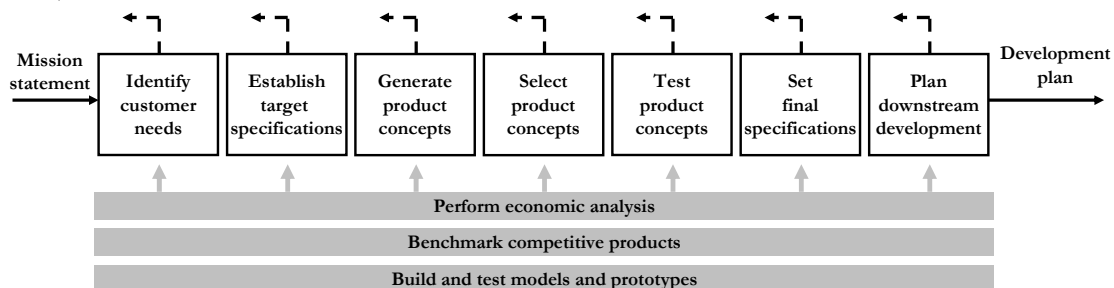 Mission
statement
Identify
customer
needs
Establish
target
specifications
Generate
product
concepts
Select
product
concepts
Test
product
concepts
Set
final
specifications
Plan
downstream
development
Development
plan
Perform economic analysis
Benchmark competitive products
Build and test models and prototypes